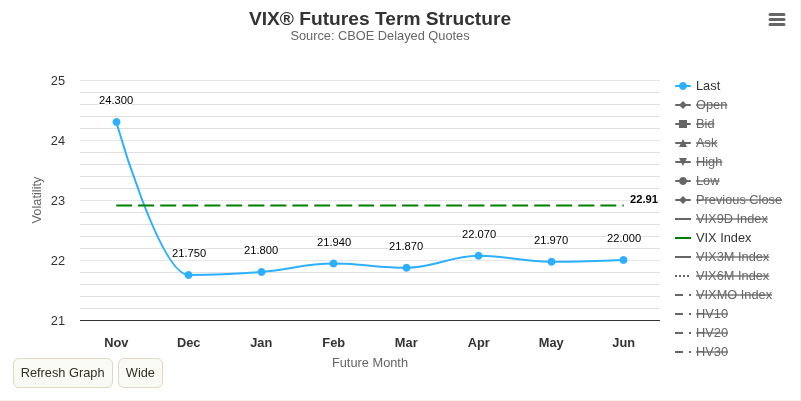 VIX® Futures Term Structure
Source: CBOE Delayed Quotes
Volatility
25
24
23
22
21
24.300
21.750
21.800
21.940
21.870
22.070
21.970
22.000
22.91
Nov Dec Jan Feb Mar Apr May Jun
Future Month
Last
Open
Bid
Ask
High
Low
Previous Close
VIX9D Index
VIX Index
VIX3M Index
VIX6M Index
VIXMO Index
HV10
HV20
HV30
Refresh Graph Wide